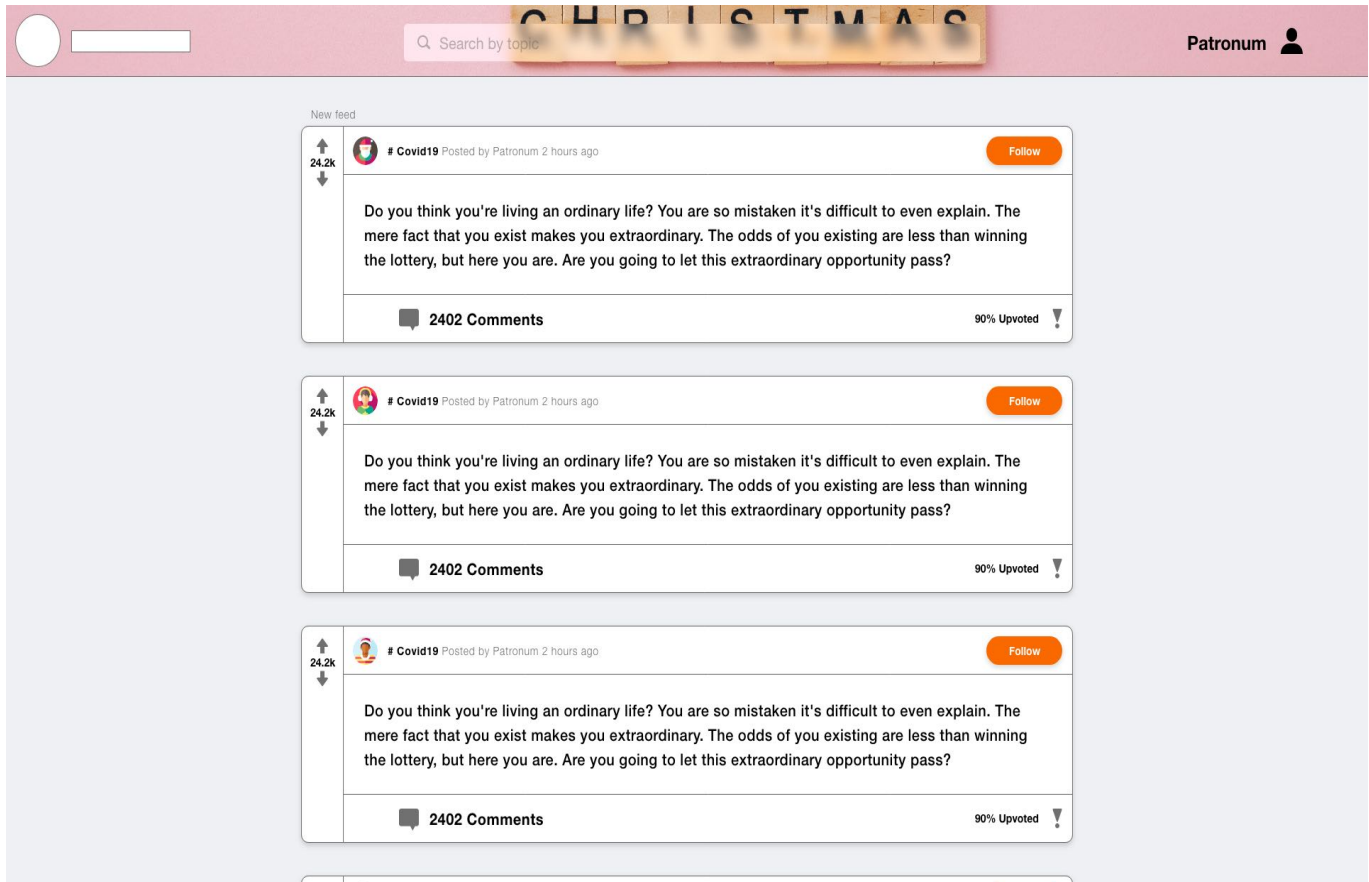 CHRISTMAS
Search by topic
Patronum
New feed
24.2k
# Covid19 Posted by Patronum 2 hours ago
Follow
Do you think you're living an ordinary life? You are so mistaken it's difficult to even explain. The
mere fact that you exist makes you extraordinary. The odds of you existing are less than winning
the lottery, but here you are. Are you going to let this extraordinary opportunity pass?
2402 Comments
90% Upvoted
24.2k
# Covid19 Posted by Patronum 2 hours ago
Follow
Do you think you're living an ordinary life? You are so mistaken it's difficult to even explain. The
mere fact that you exist makes you extraordinary. The odds of you existing are less than winning
the lottery, but here you are. Are you going to let this extraordinary opportunity pass?
2402 Comments
90% Upvoted
24.2k
# Covid19 Posted by Patronum 2 hours ago
Follow
Do you think you're living an ordinary life? You are so mistaken it's difficult to even explain. The
mere fact that you exist makes you extraordinary. The odds of you existing are less than winning
the lottery, but here you are. Are you going to let this extraordinary opportunity pass?
2402 Comments
90% Upvoted